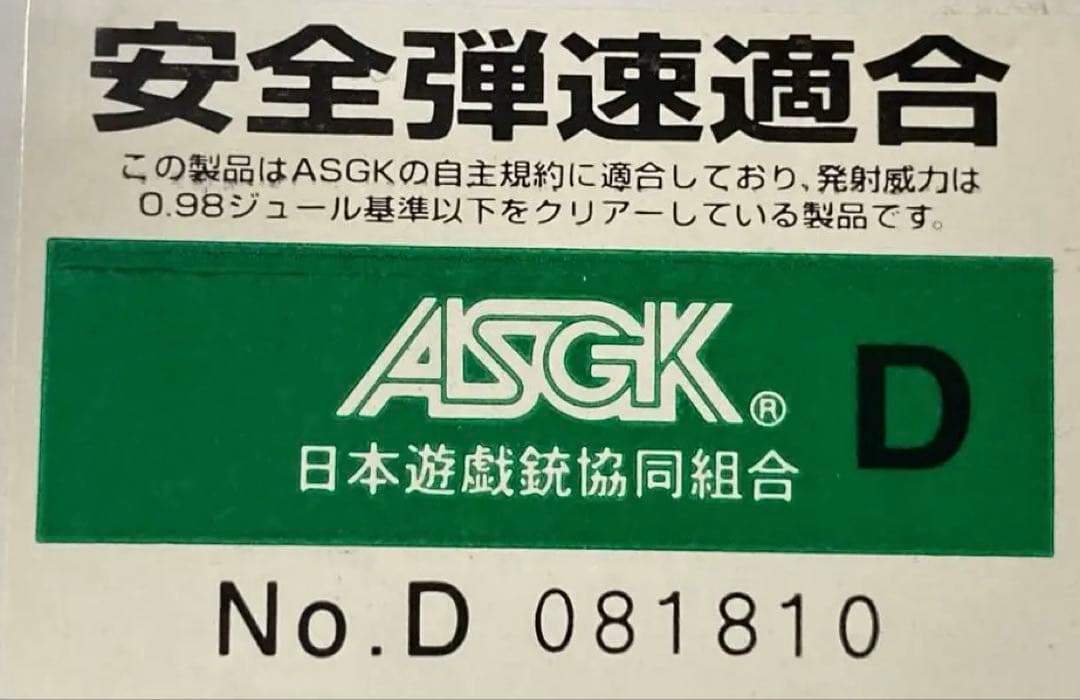 安全弾速適合
この製品はASGKの自主規約に適合しており、発射威力は
0.98ジュール基準以下をクリアーしている製品です。
ASGK®
D
日本遊戯銃協同組合
No.D 081810